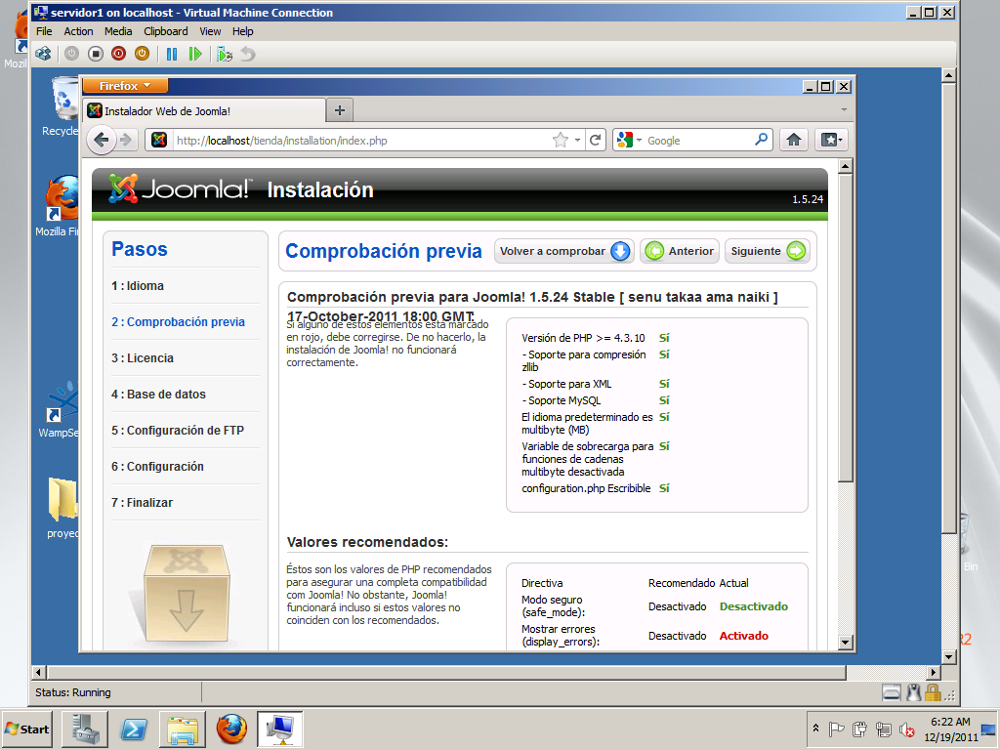 servidor1 on localhost - Virtual Machine Connection
File Action Media Clipboard View Help
Firefox
Instalador Web de Joomla!
http://localhost/tienda/installation/index.php
Google
Recycle
Mozilla Fi
WampSe
proye
Joomla! Instalación
1.5.24
Pasos
1 : Idioma
2 : Comprobación previa
3 : Licencia
4 : Base de datos
5 : Configuración de FTP
6 : Configuración
7 : Finalizar
Comprobación previa
Volver a comprobar
Anterior
Siguiente
Comprobación previa para Joomla! 1.5.24 Stable [ senu takaa ama naiki ]
17-October-2011 18:00 GMT:
Si alguno de estos elementos está marcado
en rojo, debe corregirse. De no hacerlo, la
instalación de Joomla! no funcionará
correctamente.
Versión de PHP >= 4.3.10 Sí
- Soporte para compresión Sí
zllib
- Soporte para XML Sí
- Soporte MySQL Sí
El idioma predeterminado es Sí
multibyte (MB)
Variable de sobrecarga para Sí
funciones de cadenas
multibyte desactivada
configuration.php Escribible Sí
Valores recomendados:
Éstos son los valores de PHP recomendados
para asegurar una completa compatibilidad
con Joomla! No obstante, Joomla!
funcionará incluso si estos valores no
coinciden con los recomendados.
Directiva Recomendado Actual
Modo seguro
(safe_mode): Desactivado Desactivado
Mostrar errores
(display_errors): Desactivado Activado
Status: Running
Mozil
Bin
R2
Start
6:22 AM
12/19/2011